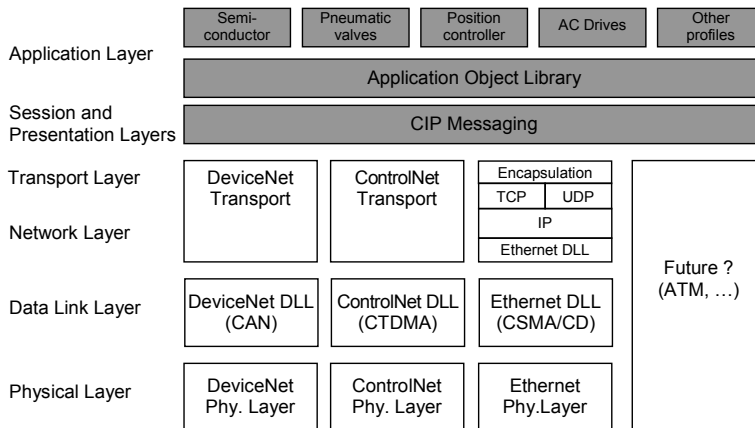 Semi-
conductor
Pneumatic
valves
Position
controller
AC Drives
Other
profiles
Application Layer
Application Object Library
Session and
Presentation Layers
CIP Messaging
Transport Layer
DeviceNet
Transport
ControlNet
Transport
Encapsulation
TCP
UDP
Network Layer
IP
Ethernet DLL
Future ?
(ATM, …)
Data Link Layer
DeviceNet DLL
(CAN)
ControlNet DLL
(CTDMA)
Ethernet DLL
(CSMA/CD)
Physical Layer
DeviceNet
Phy. Layer
ControlNet
Phy. Layer
Ethernet
Phy.Layer